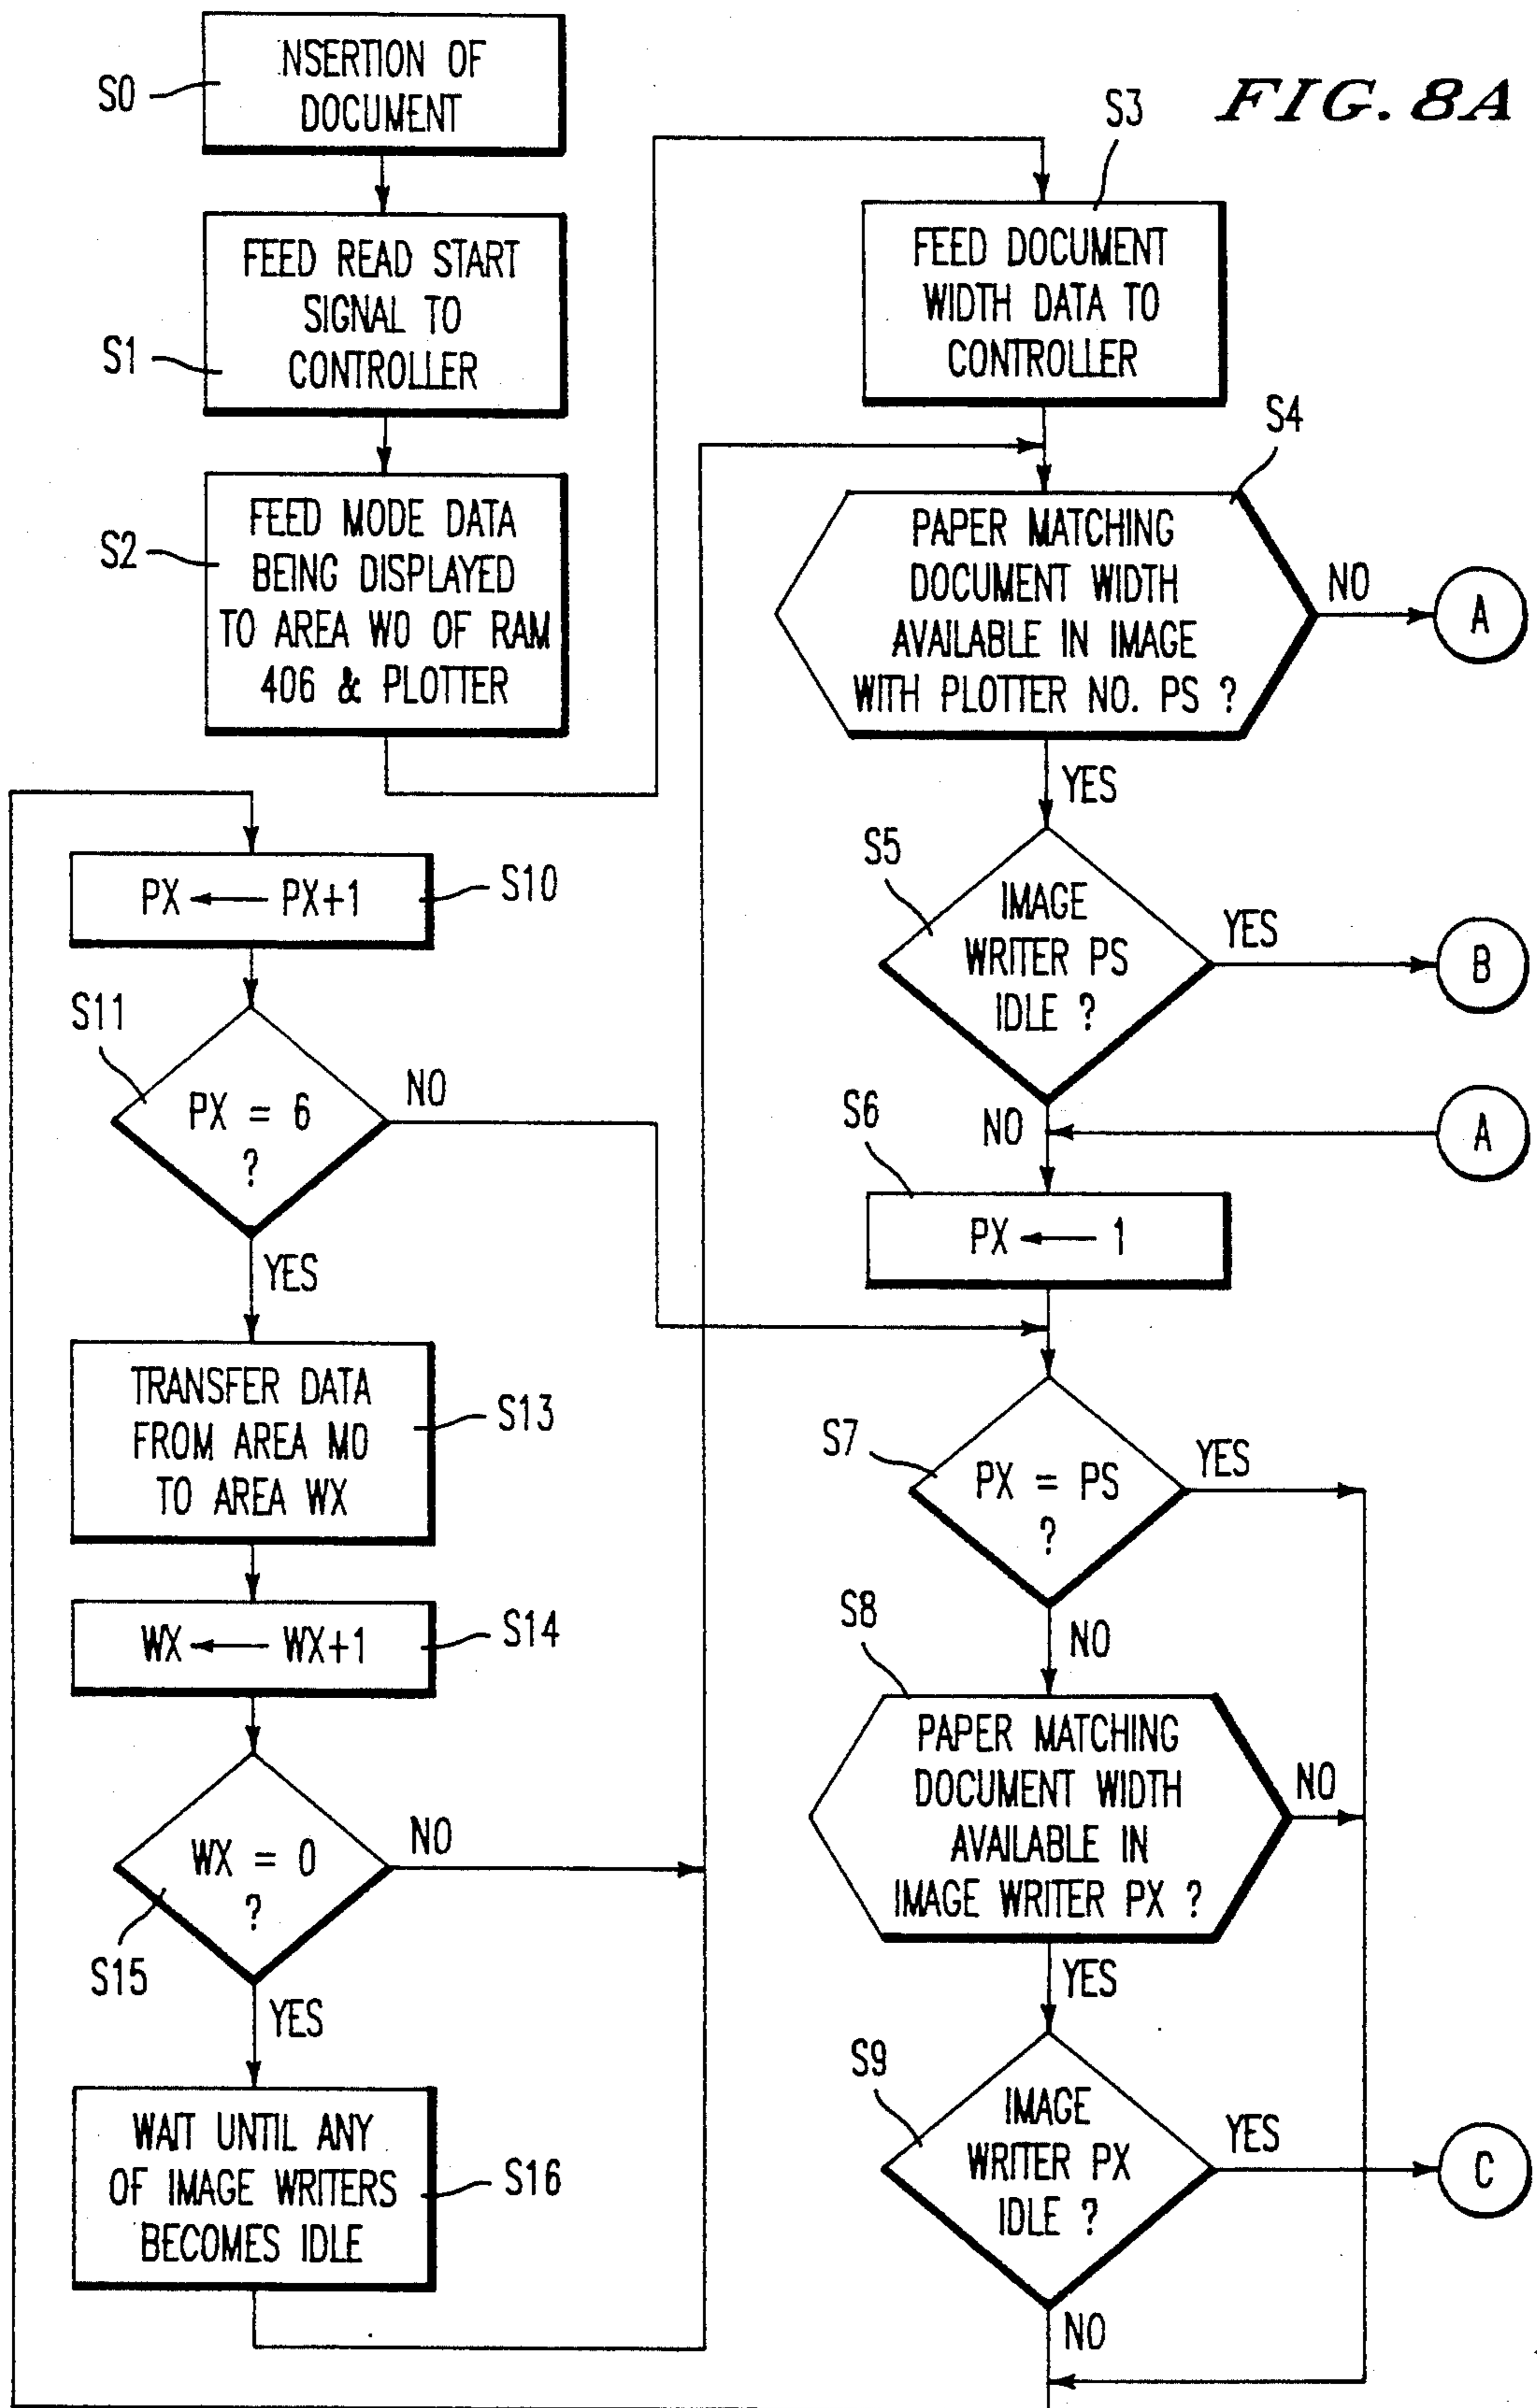 FIG. 8A
S0
NSERTION OF
DOCUMENT
S1
FEED READ START
SIGNAL TO
CONTROLLER
S2
FEED MODE DATA
BEING DISPLAYED
TO AREA W0 OF RAM
406 & PLOTTER
S3
FEED DOCUMENT
WIDTH DATA TO
CONTROLLER
S4
PAPER MATCHING
DOCUMENT WIDTH
AVAILABLE IN IMAGE
WITH PLOTTER NO. PS ?
NO
A
YES
S5
IMAGE
WRITER PS
IDLE ?
YES
B
NO
A
S6
PX ← 1
S7
PX = PS
?
YES
NO
S8
PAPER MATCHING
DOCUMENT WIDTH
AVAILABLE IN
IMAGE WRITER PX ?
NO
YES
S9
IMAGE
WRITER PX
IDLE ?
YES
C
NO
PX ← PX+1
S10
S11
PX = 6
?
NO
YES
TRANSFER DATA
FROM AREA M0
TO AREA WX
S13
WX ← WX+1
S14
WX = 0
?
NO
S15
YES
WAIT UNTIL ANY
OF IMAGE WRITERS
BECOMES IDLE
S16